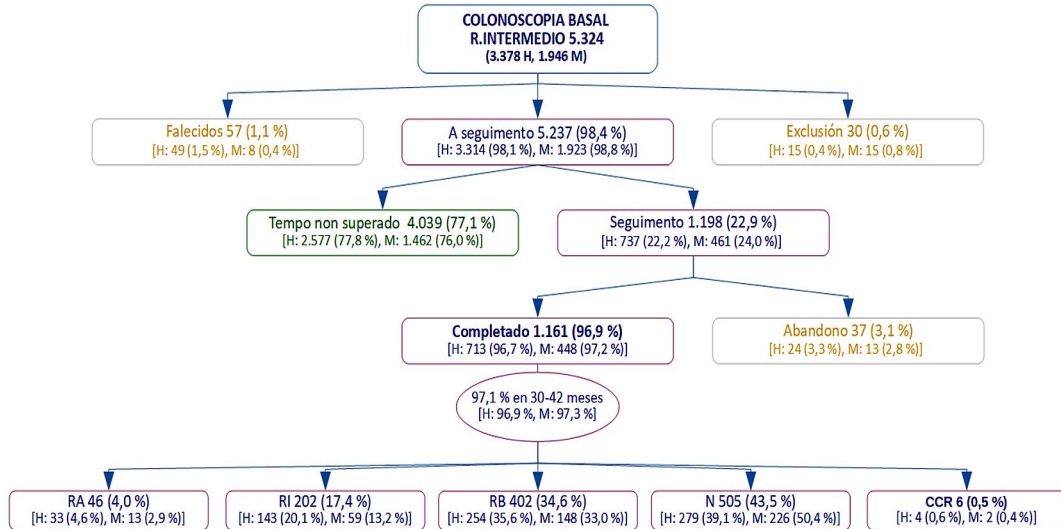 COLONOSCOPIA BASAL
R.INTERMEDIO 5.324
(3.378 H, 1.946 M)
Falecidos 57 (1,1 %)
[H: 49 (1,5 %), M: 8 (0,4 %)]
A seguimento 5.237 (98,4 %)
[H: 3.314 (98,1 %), M: 1.923 (98,8 %)]
Exclusión 30 (0,6 %)
[H: 15 (0,4 %), M: 15 (0,8 %)]
Tempo non superado 4.039 (77,1 %)
[H: 2.577 (77,8 %), M: 1.462 (76,0 %)]
Seguimento 1.198 (22,9 %)
[H: 737 (22,2 %), M: 461 (24,0 %)]
Completado 1.161 (96,9 %)
[H: 713 (96,7 %), M: 448 (97,2 %)]
Abandono 37 (3,1 %)
[H: 24 (3,3 %), M: 13 (2,8 %)]
97,1 % en 30-42 meses
[H: 96,9 %, M: 97,3 %]
RA 46 (4,0 %)
[H: 33 (4,6 %), M: 13 (2,9 %)]
RI 202 (17,4 %)
[H: 143 (20,1 %), M: 59 (13,2 %)]
RB 402 (34,6 %)
[H: 254 (35,6 %), M: 148 (33,0 %)]
N 505 (43,5 %)
[H: 279 (39,1 %), M: 226 (50,4 %)]
CCR 6 (0,5 %)
[H: 4 (0,6 %), M: 2 (0,4 %)]